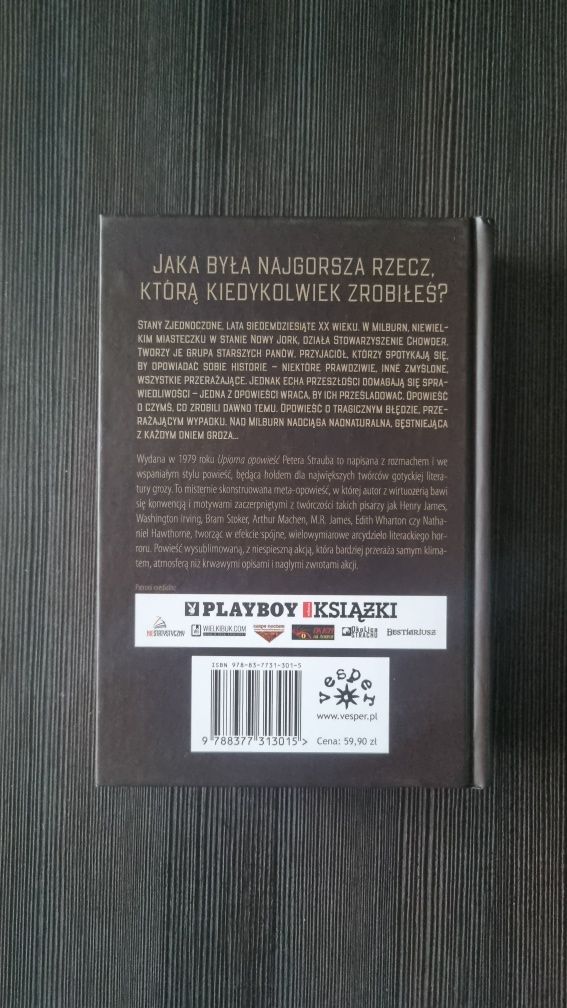 JAKA BYŁA NAJGORSZA RZECZ,
KTÓRĄ KIEDYKOLWIEK ZROBIŁEŚ?
STANY ZJEDNOCZONE, LATA SIEDEMDZIESIĄTE XX WIEKU. W MILBURN, NIEWIEL-
KIM MIASTECZKU W STANIE NOWY JORK, DZIAŁA STOWARZYSZENIE CHOWDER.
TWORZY JE GRUPA STARSZYCH PANÓW, PRZYJACIÓŁ, KTÓRZY SPOTYKAJĄ SIĘ,
BY OPOWIADAĆ SOBIE HISTORIE – NIEKTÓRE PRAWDZIWIE, INNE ZMYŚLONE,
WSZYSTKIE PRZERAŻAJĄCE. JEDNAK ECHA PRZESZŁOŚCI DOMAGAJĄ SIĘ SPRA-
WIEDLIWOŚCI – JEDNA Z OPOWIEŚCI WRACA, BY ICH PRZEŚLADOWAĆ. OPOWIEŚĆ
O CZYMŚ, CO ZROBILI DAWNO TEMU. OPOWIEŚĆ O TRAGICZNYM BŁĘDZIE, PRZE-
RAŻAJĄCYM WYPADKU. NAD MILBURN NADCIĄGA NADNATURALNA, GĘSTNIEJĄCA
Z KAŻDYM DNIEM GROZA...
Wydana w 1979 roku Upiorna opowieść Petera Strauba to napisana z rozmachem i we
wspaniałym stylu powieść, będąca hołdem dla największych twórców gotyckiej litera-
tury grozy. To misternie skonstruowana meta-opowieść, w której autor z wirtuozerią bawi
się konwencją i motywami zaczerpniętymi z twórczości takich pisarzy jak Henry James,
Washington Irving, Bram Stoker, Arthur Machen, M.R. James, Edith Wharton czy Natha-
niel Hawthorne, tworząc w efekcie spójne, wielowymiarowe arcydzieło literackiego hor-
roru. Powieść wysublimowaną, z niespieszną akcją, która bardziej przeraża samym klima-
tem, atmosferą niż krwawymi opisami i nagłymi zwrotami akcji.
Patroni medialni:
PLAYBOY KSIĄŻKI
NIESTATYSTYCZNY WIELKIBUK.COM OKOLICA STRACHU BESTIARIUSZ
ISBN 978-83-7731-301-5
vesper
www.vesper.pl
9 788377 313015 > Cena: 59,90 zł